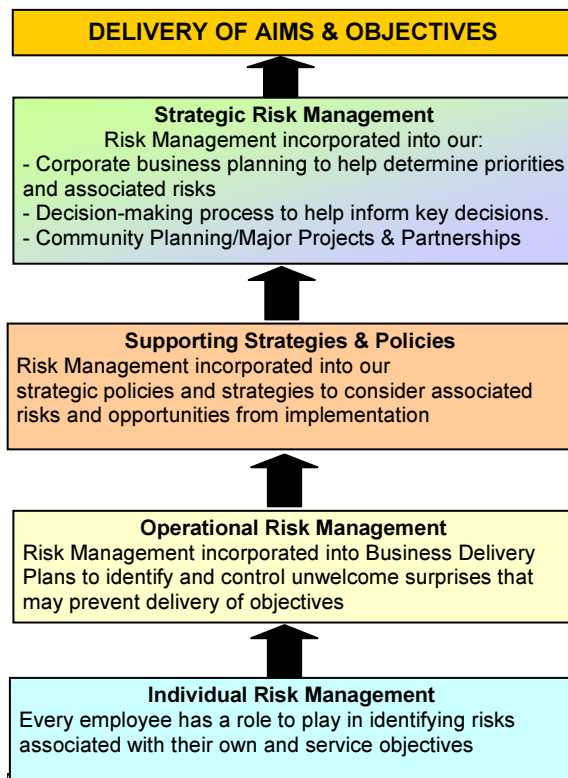 DELIVERY OF AIMS & OBJECTIVES
Strategic Risk Management
Risk Management incorporated into our:
- Corporate business planning to help determine priorities
and associated risks
- Decision-making process to help inform key decisions.
- Community Planning/Major Projects & Partnerships
Supporting Strategies & Policies
Risk Management incorporated into our
strategic policies and strategies to consider associated
risks and opportunities from implementation
Operational Risk Management
Risk Management incorporated into Business Delivery
Plans to identify and control unwelcome surprises that
may prevent delivery of objectives
Individual Risk Management
Every employee has a role to play in identifying risks
associated with their own and service objectives